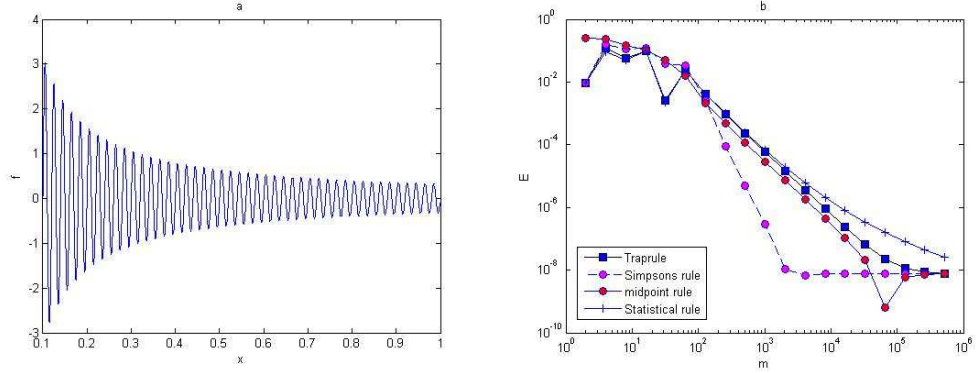 a
4
3
2
1
0
-1
-2
-3
f
0.1 0.2 0.3 0.4 0.5 0.6 0.7 0.8 0.9 1
x
b
10^0
10^-2
10^-4
10^-6
10^-8
10^-10
E
Traprule
Simpsons rule
midpoint rule
Statistical rule
10^0 10^1 10^2 10^3 10^4 10^5 10^6
m